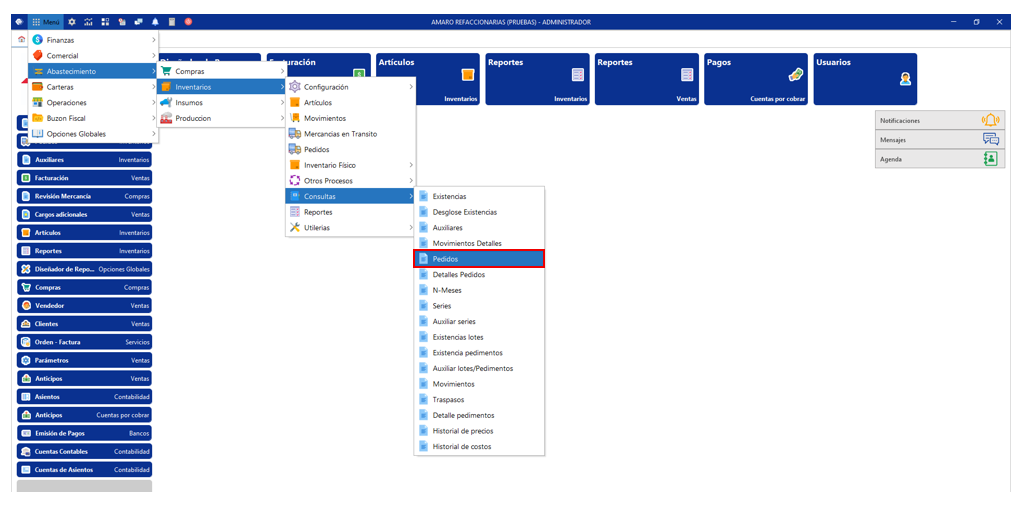 Menú
AMARO REFACCIONARIAS (PRUEBAS) - ADMINISTRADOR
Finanzas
Comercial
Abastecimiento
Carteras
Operaciones
Buzon Fiscal
Opciones Globales
Compras
Inventarios
Insumos
Produccion
Configuración
Artículos
Movimientos
Mercancias en Transito
Pedidos
Inventario Físico
Otros Procesos
Consultas
Reportes
Utilerias
Existencias
Desglose Existencias
Auxiliares
Movimientos Detalles
Pedidos
Detalles Pedidos
N-Meses
Series
Auxiliar series
Existencias lotes
Existencia pedimentos
Auxiliar lotes/Pedimentos
Movimientos
Traspasos
Detalle pedimentos
Historial de precios
Historial de costos
Artículos
Inventarios
Reportes
Inventarios
Reportes
Ventas
Pagos
Cuentas por cobrar
Usuarios
Notificaciones
Mensajes
Agenda
Auxiliares Inventarios
Facturación Ventas
Revisión Mercancía Compras
Cargos adicionales Ventas
Artículos Inventarios
Reportes Inventarios
Diseñador de Repo... Opciones Globales
Compras Compras
Vendedor Ventas
Clientes Ventas
Orden - Factura Servicios
Parámetros Ventas
Anticipos Ventas
Asientos Contabilidad
Anticipos Cuentas por cobrar
Emisión de Pagos Bancos
Cuentas Contables Contabilidad
Cuentas de Asientos Contabilidad